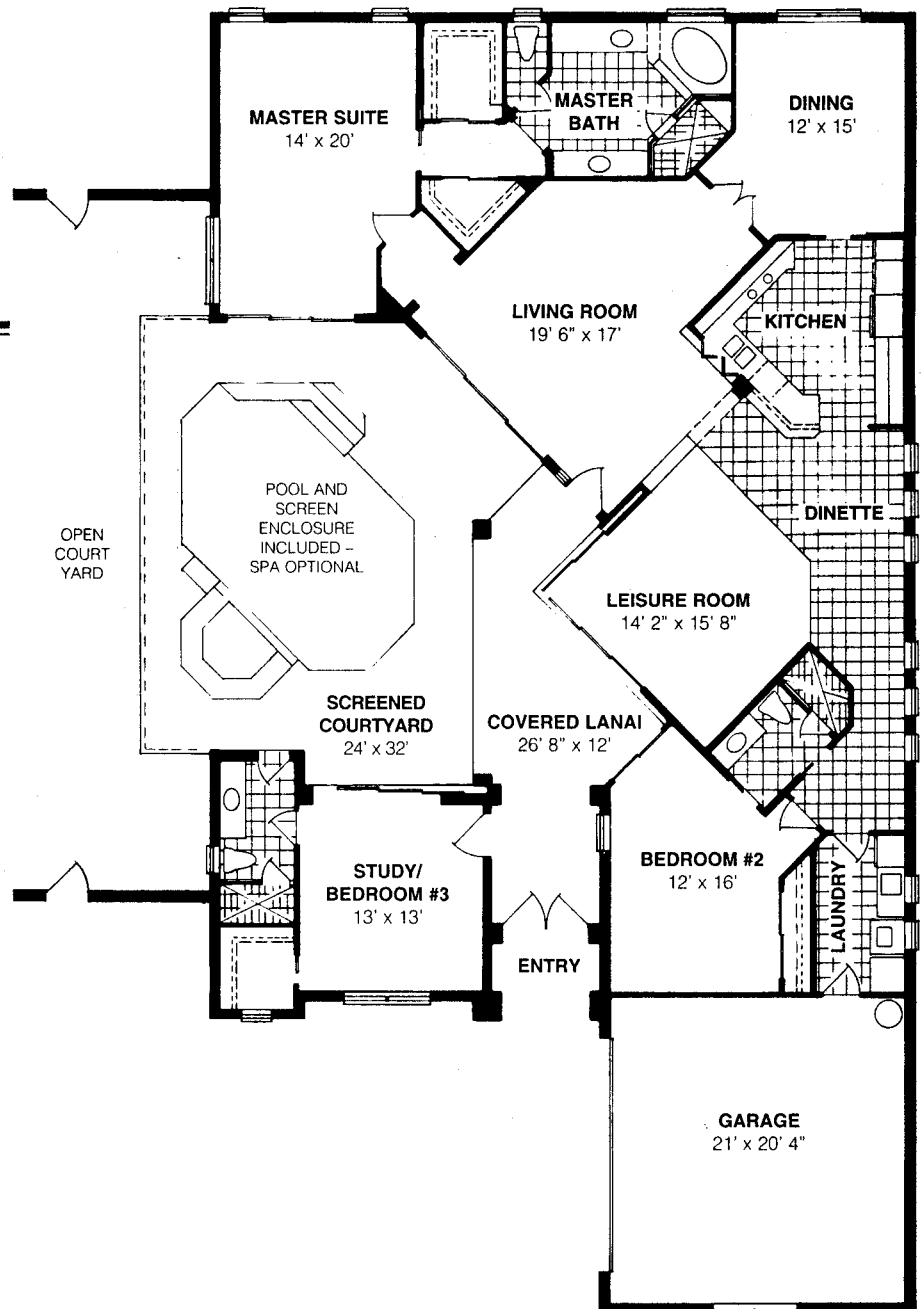 MASTER SUITE
14' x 20'
MASTER
BATH
DINING
12' x 15'
LIVING ROOM
19' 6" x 17'
KITCHEN
POOL AND
SCREEN
ENCLOSURE
INCLUDED –
SPA OPTIONAL
OPEN
COURT
YARD
DINETTE
LEISURE ROOM
14' 2" x 15' 8"
SCREENED
COURTYARD
24' x 32'
COVERED LANAI
26' 8" x 12'
STUDY/
BEDROOM #3
13' x 13'
BEDROOM #2
12' x 16'
LAUNDRY
ENTRY
GARAGE
21' x 20' 4"